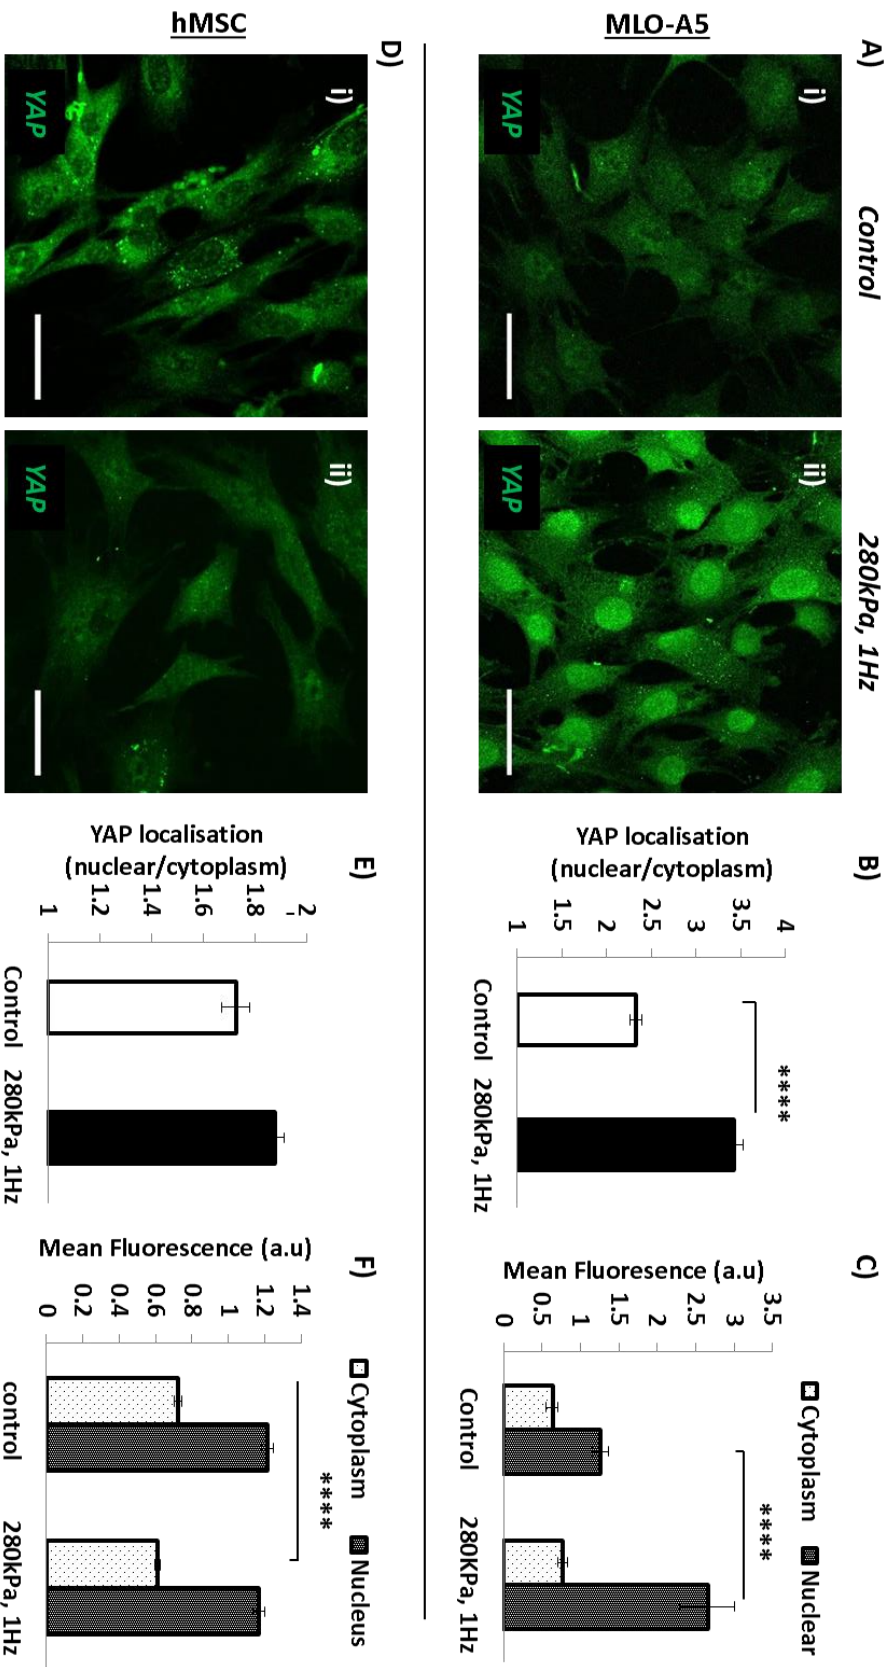 MLO-A5
A)
Control
280kPa, 1Hz
i)
YAP
ii)
YAP
B)
YAP localisation
(nuclear/cytoplasm)
4
3.5
3
2.5
2
1.5
1
****
Control
280kPa, 1Hz
C)
Mean Fluoresence (a.u)
3.5
3
2.5
2
1.5
1
0.5
0
Cytoplasm
Nuclear
****
Control
280KPa, 1Hz
hMSC
D)
i)
YAP
ii)
YAP
E)
YAP localisation
(nuclear/cytoplasm)
2
1.8
1.6
1.4
1.2
1
Control
280kPa, 1Hz
F)
Mean Fluorescence (a.u)
1.4
1.2
1
0.8
0.6
0.4
0.2
0
Cytoplasm
Nucleus
****
control
280kPa, 1Hz